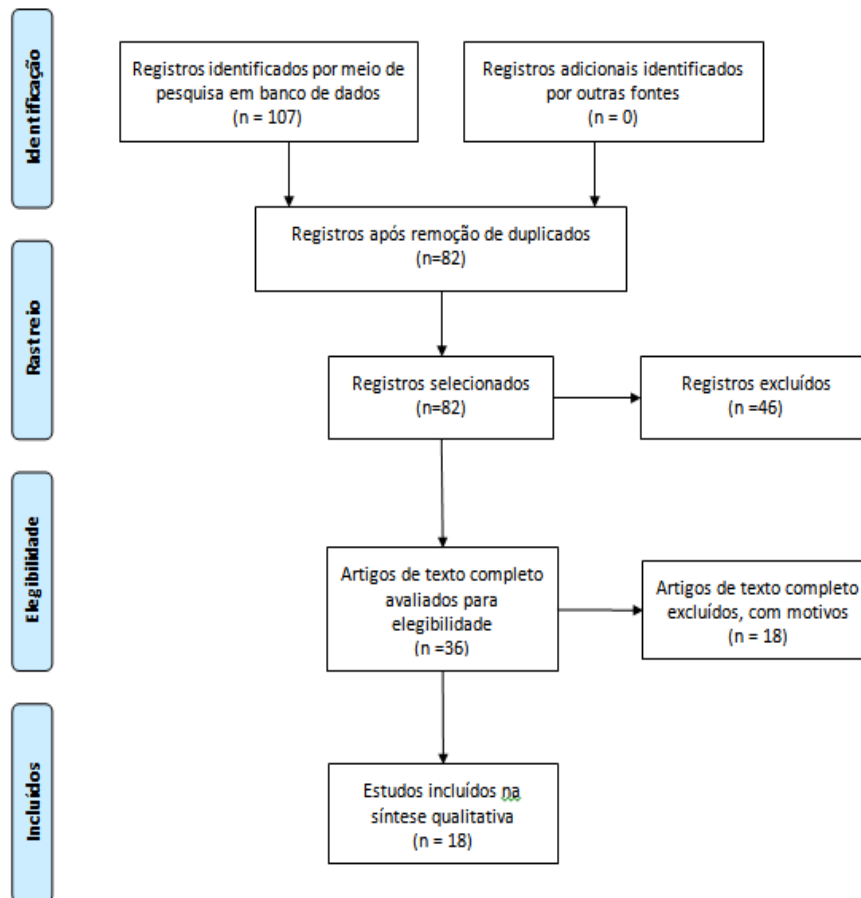 Identificação
Registros identificados por meio de
pesquisa em banco de dados
(n = 107)
Registros adicionais identificados
por outras fontes
(n = 0)
Registros após remoção de duplicados
(n=82)
Rastreio
Registros selecionados
(n=82)
Registros excluídos
(n =46)
Elegibilidade
Artigos de texto completo
avaliados para
elegibilidade
(n =36)
Artigos de texto completo
excluídos, com motivos
(n = 18)
Incluídos
Estudos incluídos na
síntese qualitativa
(n = 18)